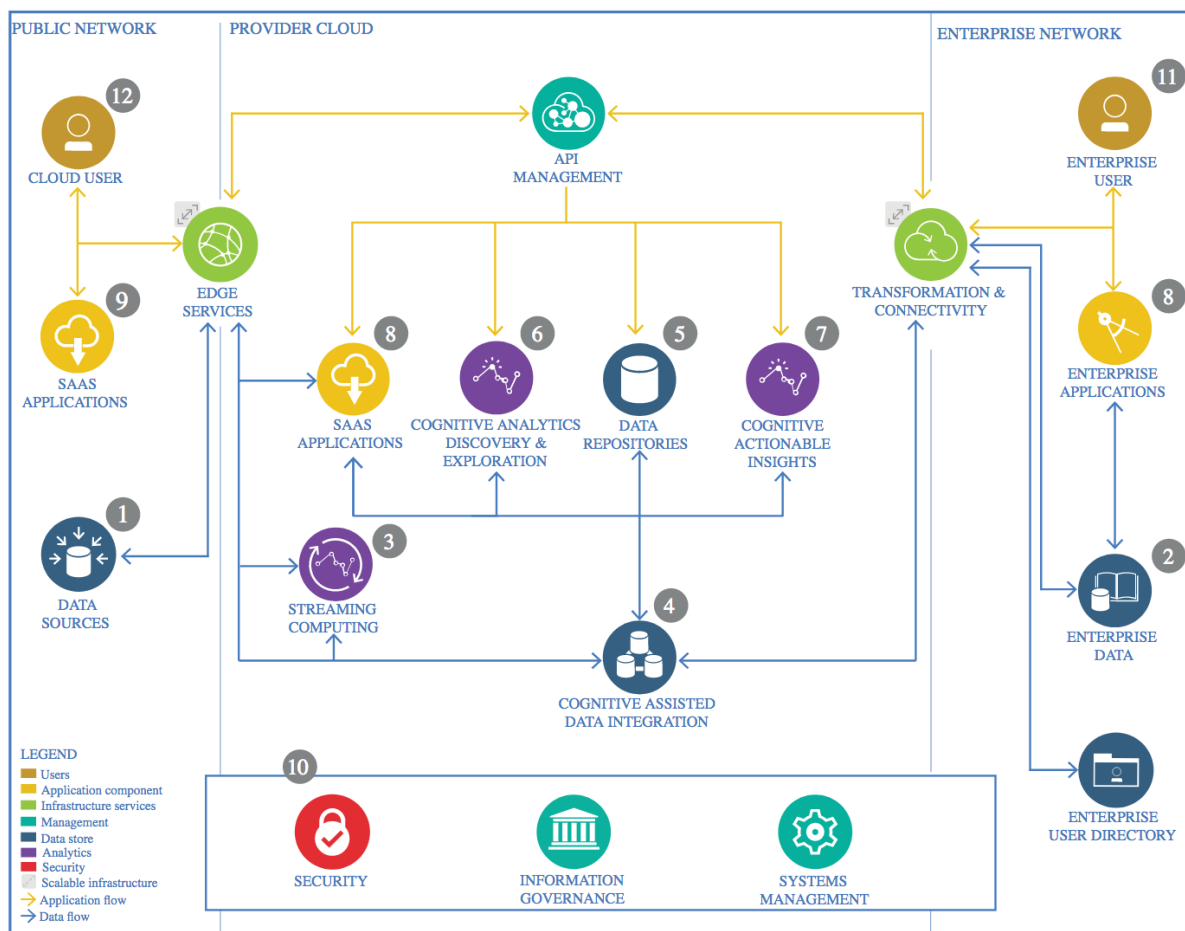 PUBLIC NETWORK
PROVIDER CLOUD
ENTERPRISE NETWORK
12
CLOUD USER
API
MANAGEMENT
11
ENTERPRISE
USER
EDGE
SERVICES
TRANSFORMATION &
CONNECTIVITY
9
SAAS
APPLICATIONS
8
SAAS
APPLICATIONS
6
COGNITIVE ANALYTICS
DISCOVERY &
EXPLORATION
5
DATA
REPOSITORIES
7
COGNITIVE
ACTIONABLE
INSIGHTS
8
ENTERPRISE
APPLICATIONS
1
DATA
SOURCES
3
STREAMING
COMPUTING
4
COGNITIVE ASSISTED
DATA INTEGRATION
2
ENTERPRISE
DATA
ENTERPRISE
USER DIRECTORY
LEGEND
Users
Application component
Infrastructure services
Management
Data store
Analytics
Security
Scalable infrastructure
Application flow
Data flow
10
SECURITY
INFORMATION
GOVERNANCE
SYSTEMS
MANAGEMENT